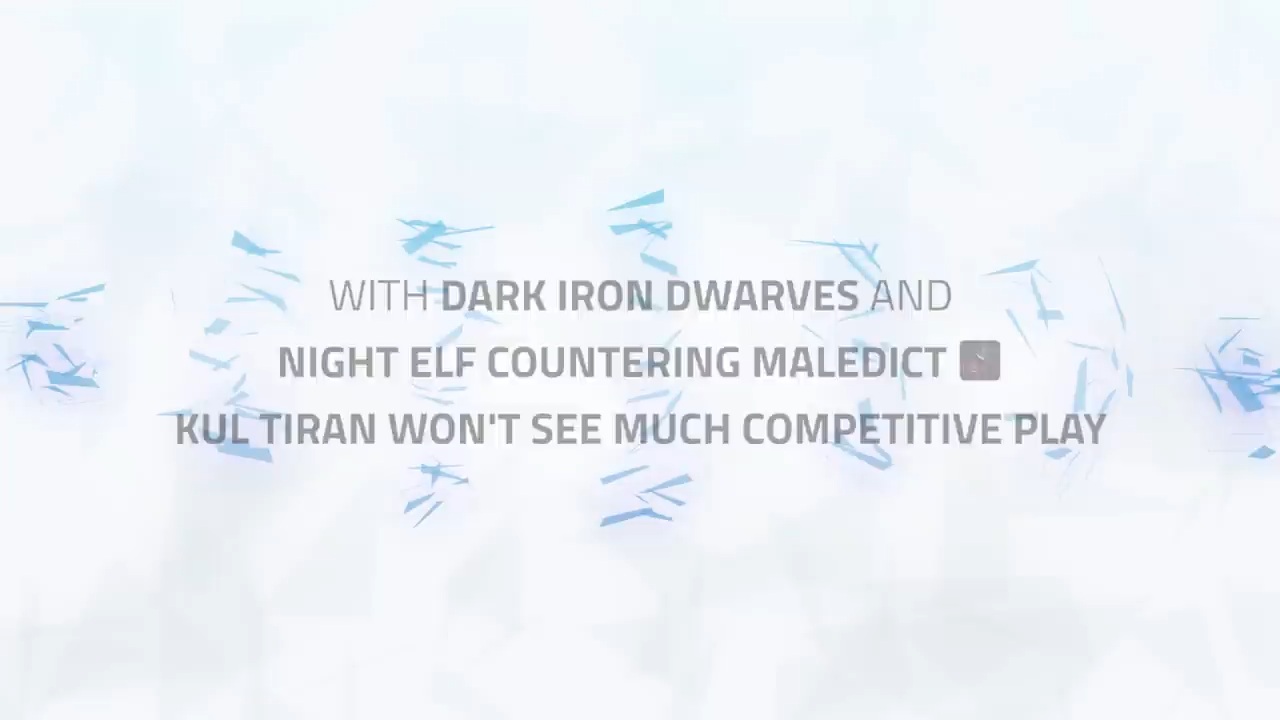 WITH DARK IRON DWARVES AND
NIGHT ELF COUNTERING MALEDICT
KUL TIRAN WON'T SEE MUCH COMPETITIVE PLAY